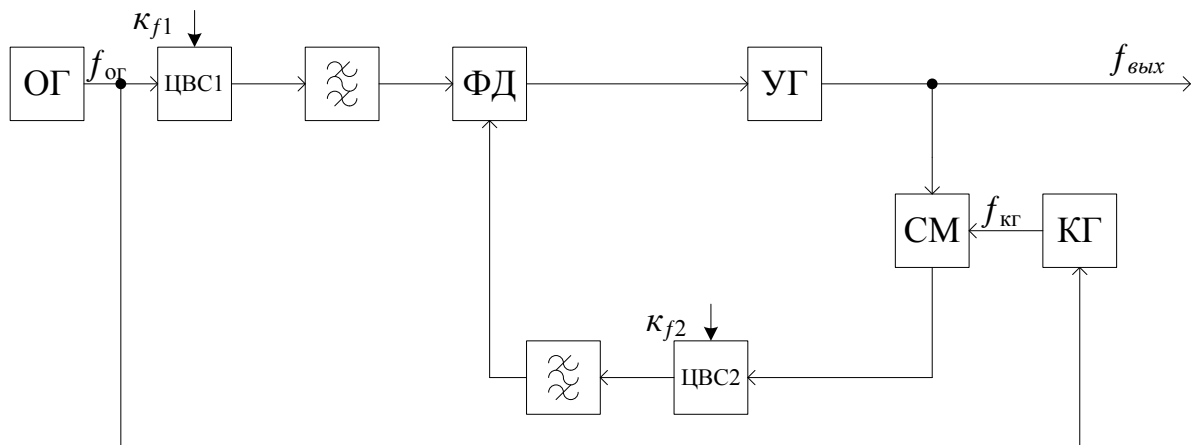 κf1
ОГ
fог
ЦВС1
ФД
УГ
fвых
СМ
fкг
КГ
κf2
ЦВС2